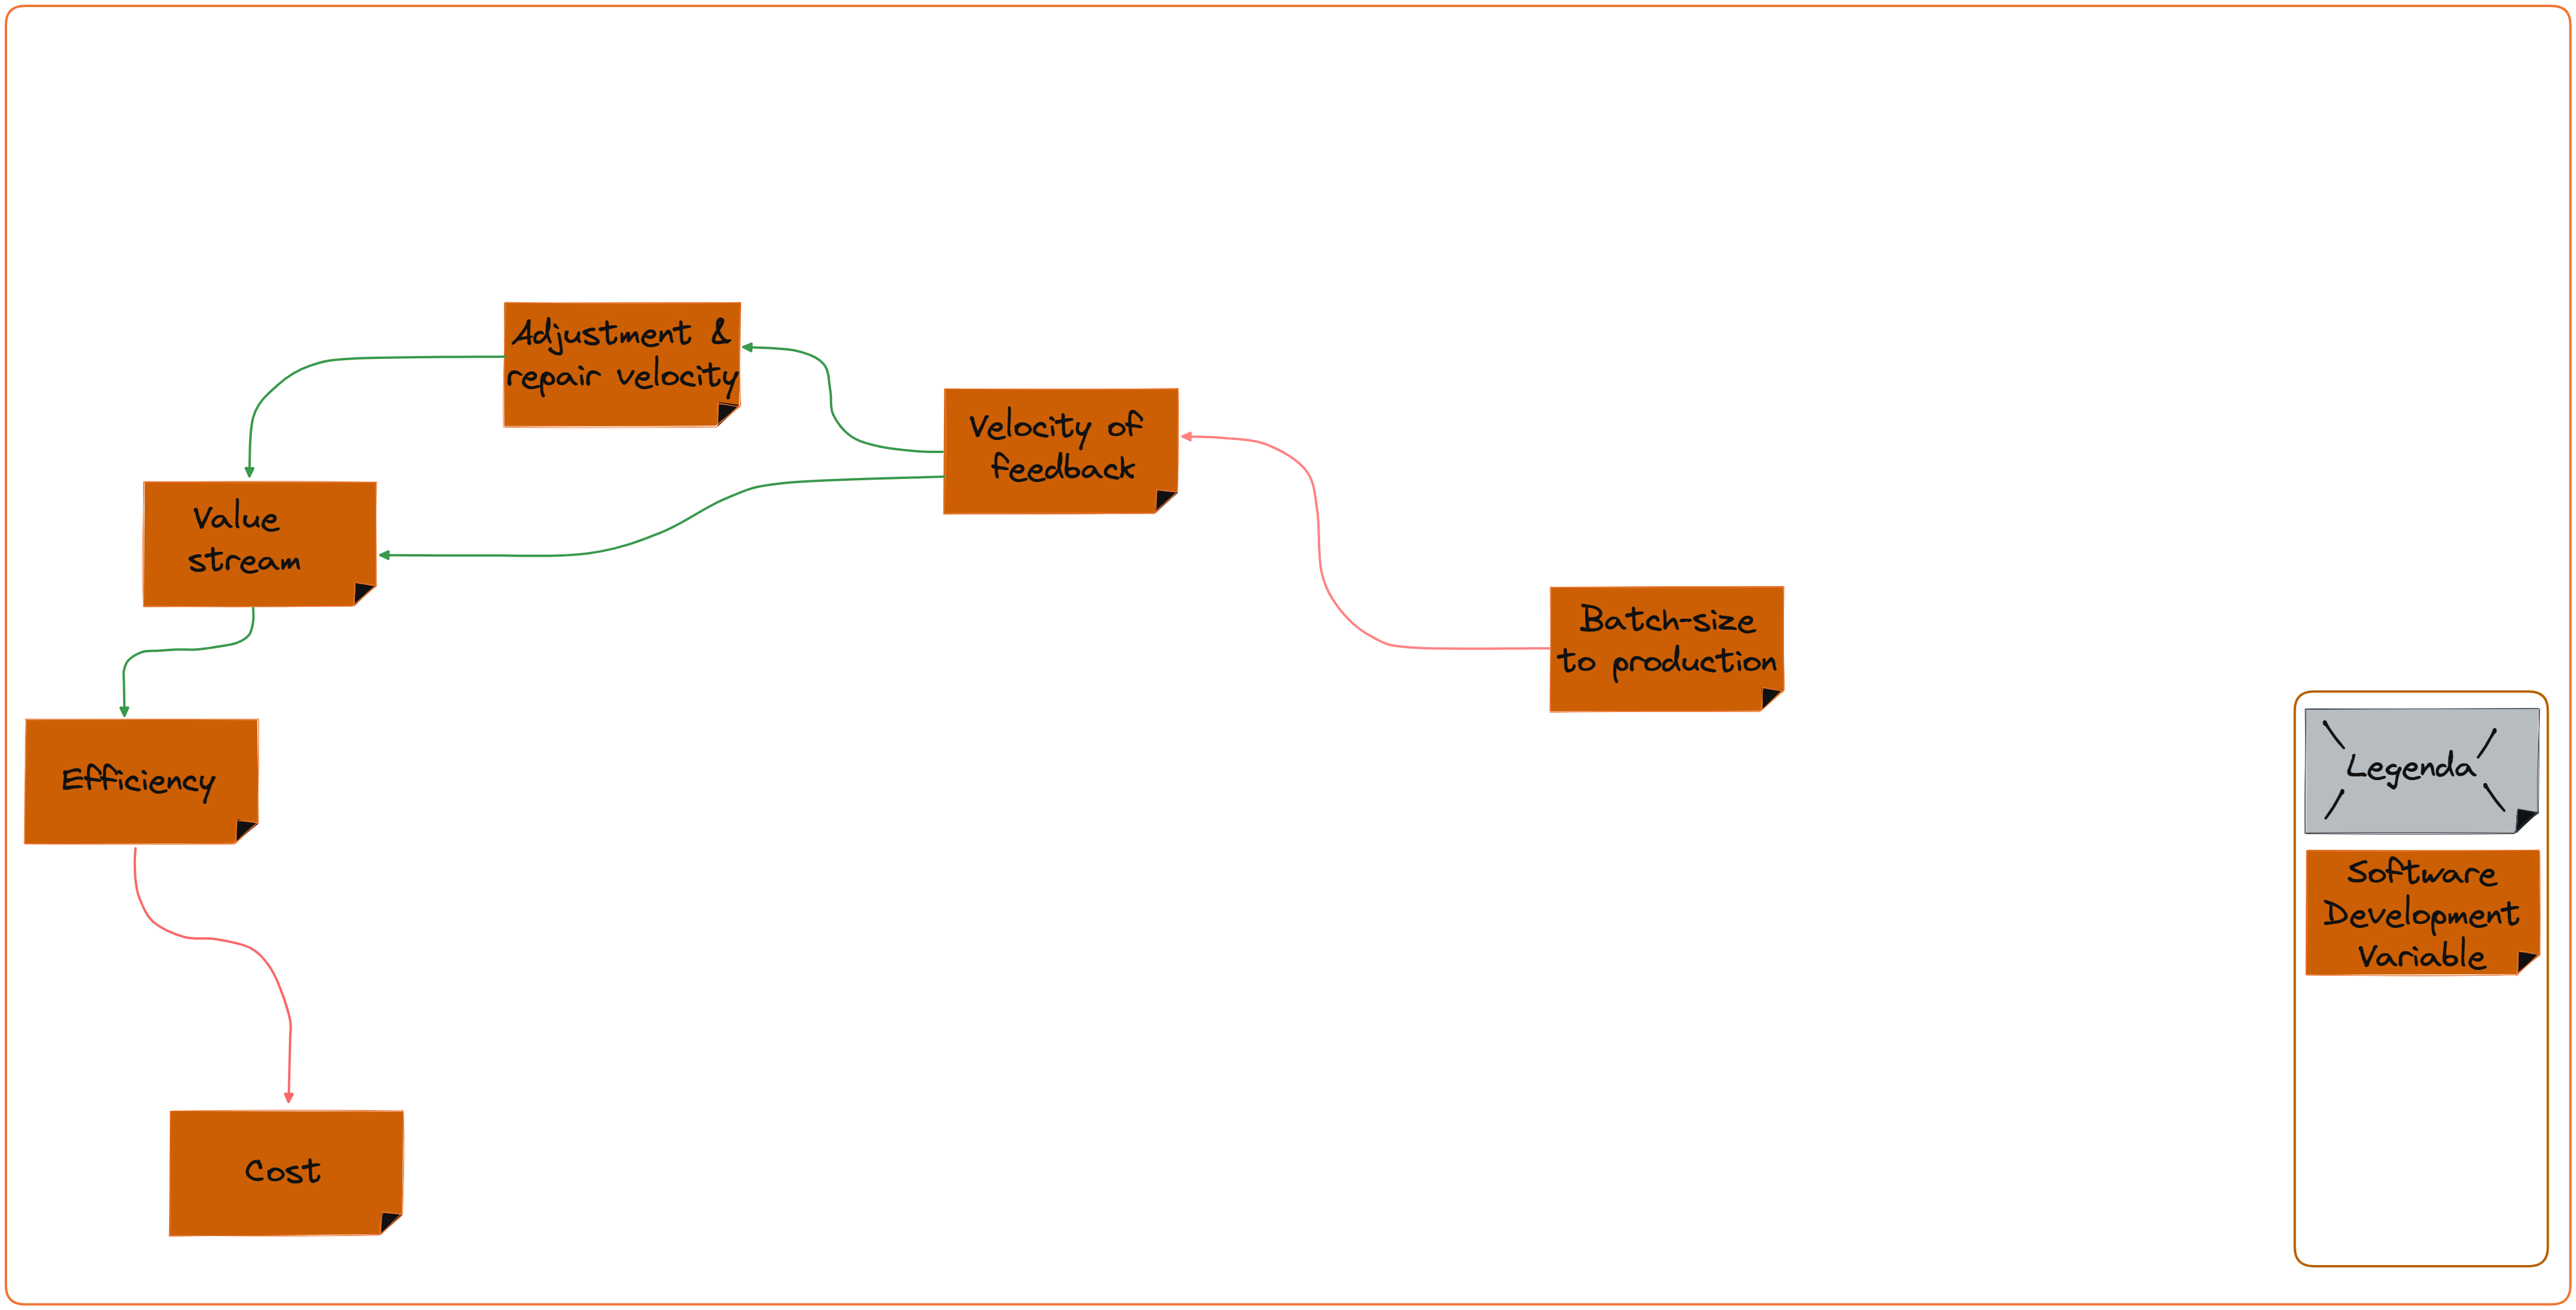 Adjustment &
repair velocity
Velocity of
feedback
Value
stream
Batch-size
to production
Efficiency
Legenda
Software
Development
Variable
Cost